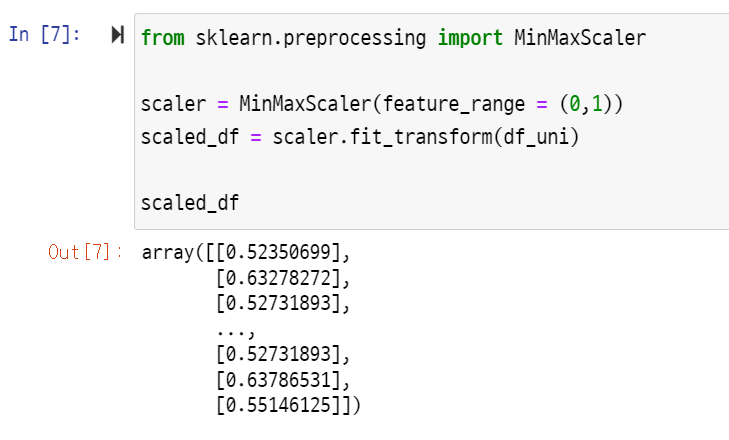 In [7]:
from sklearn.preprocessing import MinMaxScaler
scaler = MinMaxScaler(feature_range = (0,1))
scaled_df = scaler.fit_transform(df_uni)
scaled_df
Out[7]: array([[0.52350699],
[0.63278272],
[0.52731893],
...,
[0.52731893],
[0.63786531],
[0.55146125]])